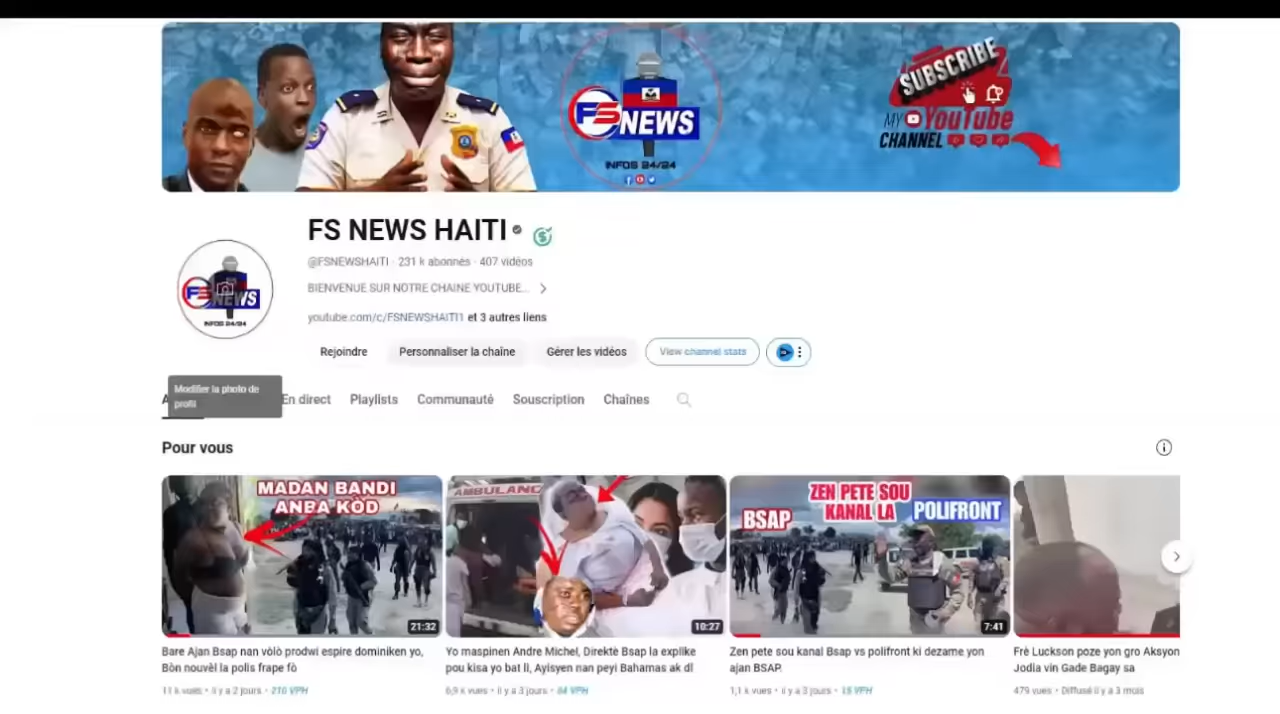 SUBSCRIBE
MY YouTube
CHANNEL
FS NEWS
INFOS 24/24
FS NEWS HAITI
@FSNEWSHAITI · 231 k abonnés · 407 vidéos
BIENVENUE SUR NOTRE CHAINE YOUTUBE...
FS NEWS
INFOS 24/24
youtube.com/c/FSNEWSHAITI1 et 3 autres liens
Rejoindre
Personnaliser la chaîne
Gérer les vidéos
View channel stats
Modifier la photo de
profil
En direct
Playlists
Communauté
Souscription
Chaînes
Pour vous
MADAN BANDI
ANBA KÒD
21:32
AMBULANC
10:27
ZEN PETE SOU
KANAL LA
BSAP
POLIFRONT
7:41
Bare Ajan Bsap nan vòlò prodwi espire dominiken yo,
Bòn nouvèl la polis frape fò
11 k vues · il y a 2 jours · 210 VPH
Yo maspinen Andre Michel, Direktè Bsap la explike
pou kisa yo bat li, Ayisyen nan peyi Bahamas ak dl
6,9 k vues · il y a 3 jours · 84 VPH
Zen pete sou kanal Bsap vs polifront ki dezame yon
ajan BSAP.
1,1 k vues · il y a 3 jours · 15 VPH
Frè Luckson poze yon gro Aksyon
Jodia vin Gade Bagay sa
479 vues · Diffusé il y a 3 mois